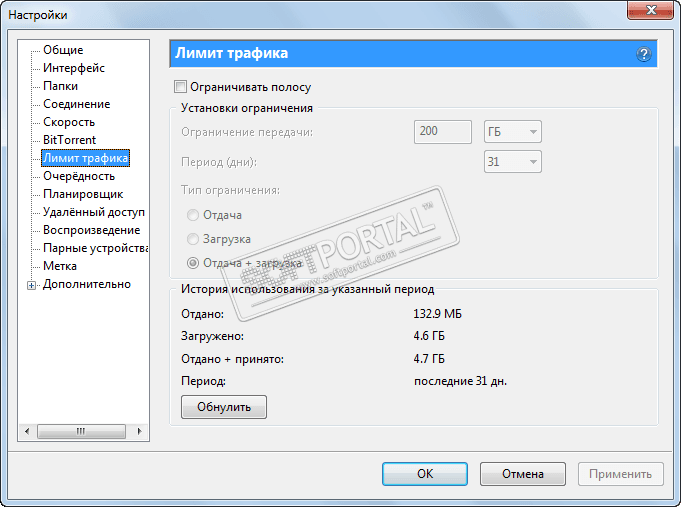 Настройки
Общие
Интерфейс
Папки
Соединение
Скорость
BitTorrent
Лимит трафика
Очерёдность
Планировщик
Удалённый доступ
Воспроизведение
Парные устройства
Метка
Дополнительно
Лимит трафика
?
Ограничивать полосу
Установки ограничения
Ограничение передачи: 200 ГБ
Период (дни): 31
Тип ограничения:
Отдача
Загрузка
Отдача + загрузка
SOFTPORTAL™
www.softportal.com
История использования за указанный период
Отдано: 132.9 МБ
Загружено: 4.6 ГБ
Отдано + принято: 4.7 ГБ
Период: последние 31 дн.
Обнулить
OK Отмена Применить